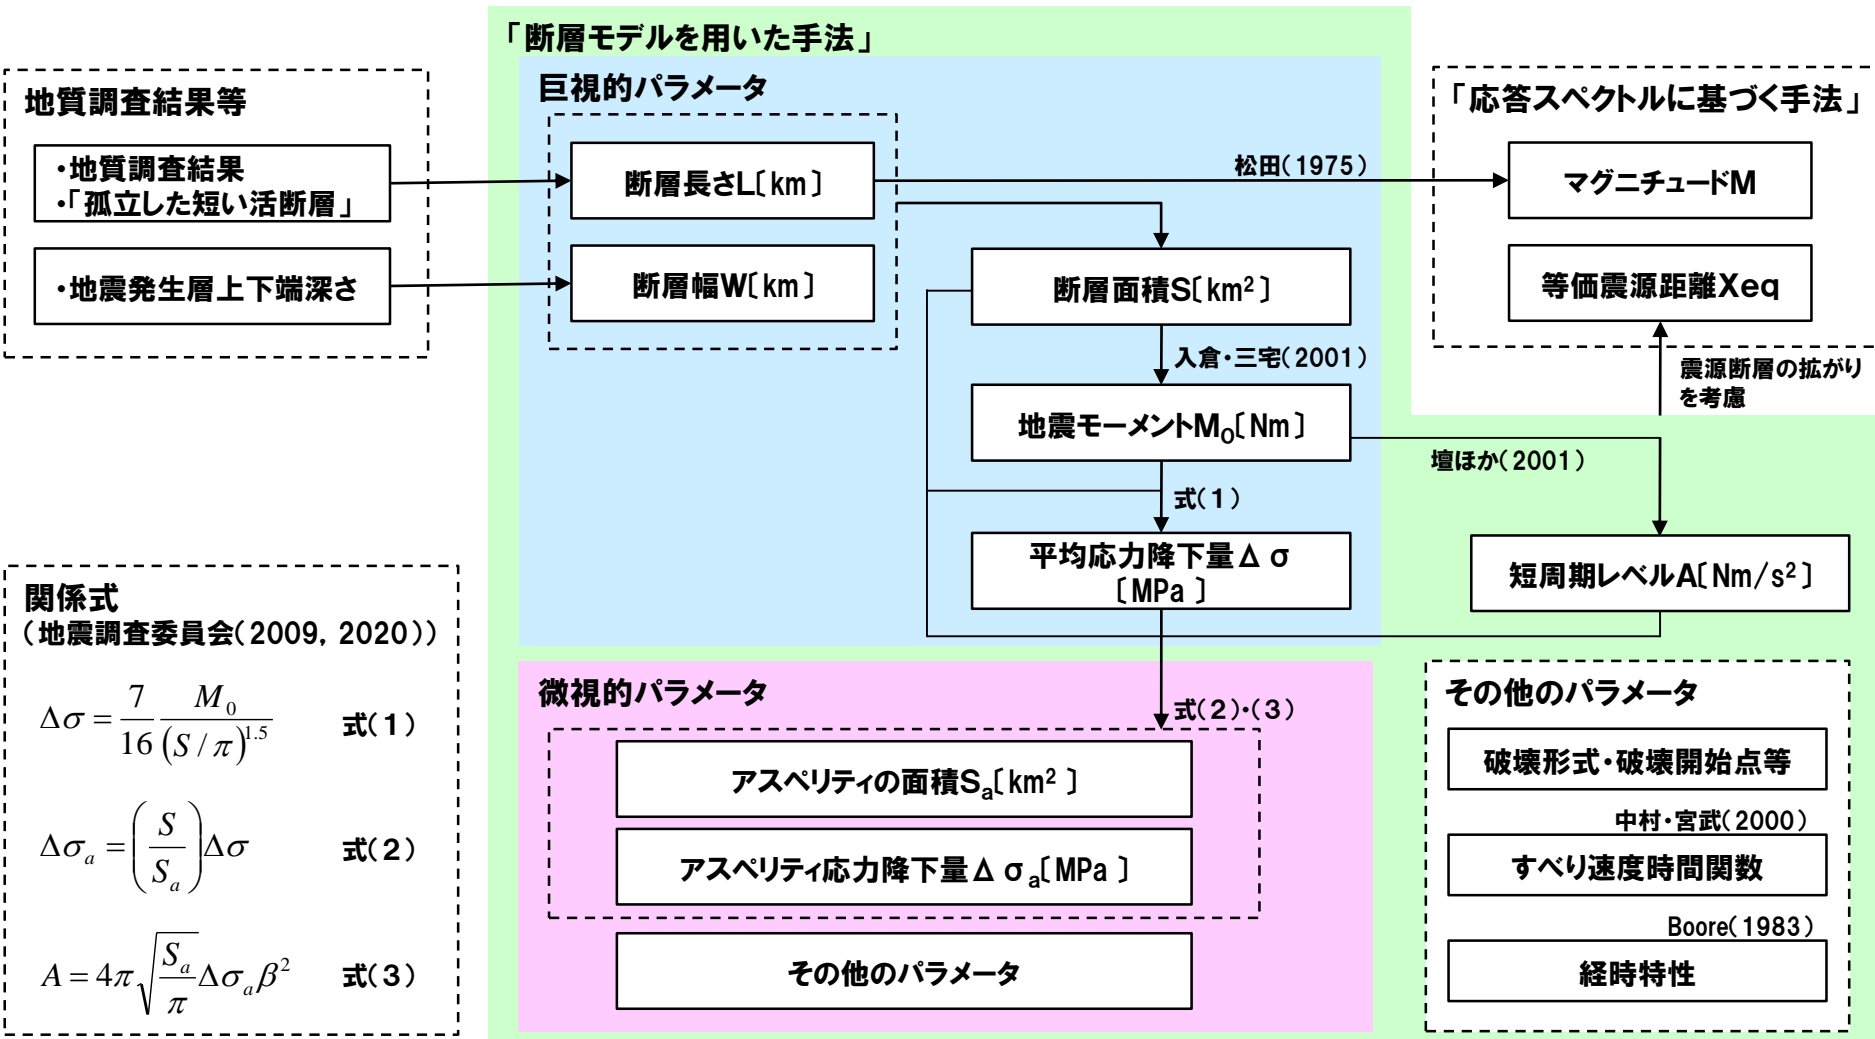 「断層モデルを用いた手法」
地質調査結果等
・地質調査結果
・「孤立した短い活断層」
・地震発生層上下端深さ
巨視的パラメータ
断層長さL〔km〕
断層幅W〔km〕
松田(1975)
断層面積S〔km²〕
入倉・三宅(2001)
地震モーメントM₀〔Nm〕
式(1)
平均応力降下量Δσ
〔MPa〕
「応答スペクトルに基づく手法」
マグニチュードM
等価震源距離Xeq
震源断層の拡がり
を考慮
壇ほか(2001)
短周期レベルA〔Nm/s²〕
関係式
(地震調査委員会(2009, 2020))
Δσ = 7/16 M₀/(S/π)^1.5 式(1)
Δσₐ = (S/Sₐ)Δσ 式(2)
A = 4π√(Sₐ/π)Δσₐβ² 式(3)
微視的パラメータ
式(2)・(3)
アスペリティの面積Sₐ〔km²〕
アスペリティ応力降下量Δσₐ〔MPa〕
その他のパラメータ
その他のパラメータ
破壊形式・破壊開始点等
中村・宮武(2000)
すべり速度時間関数
Boore(1983)
経時特性